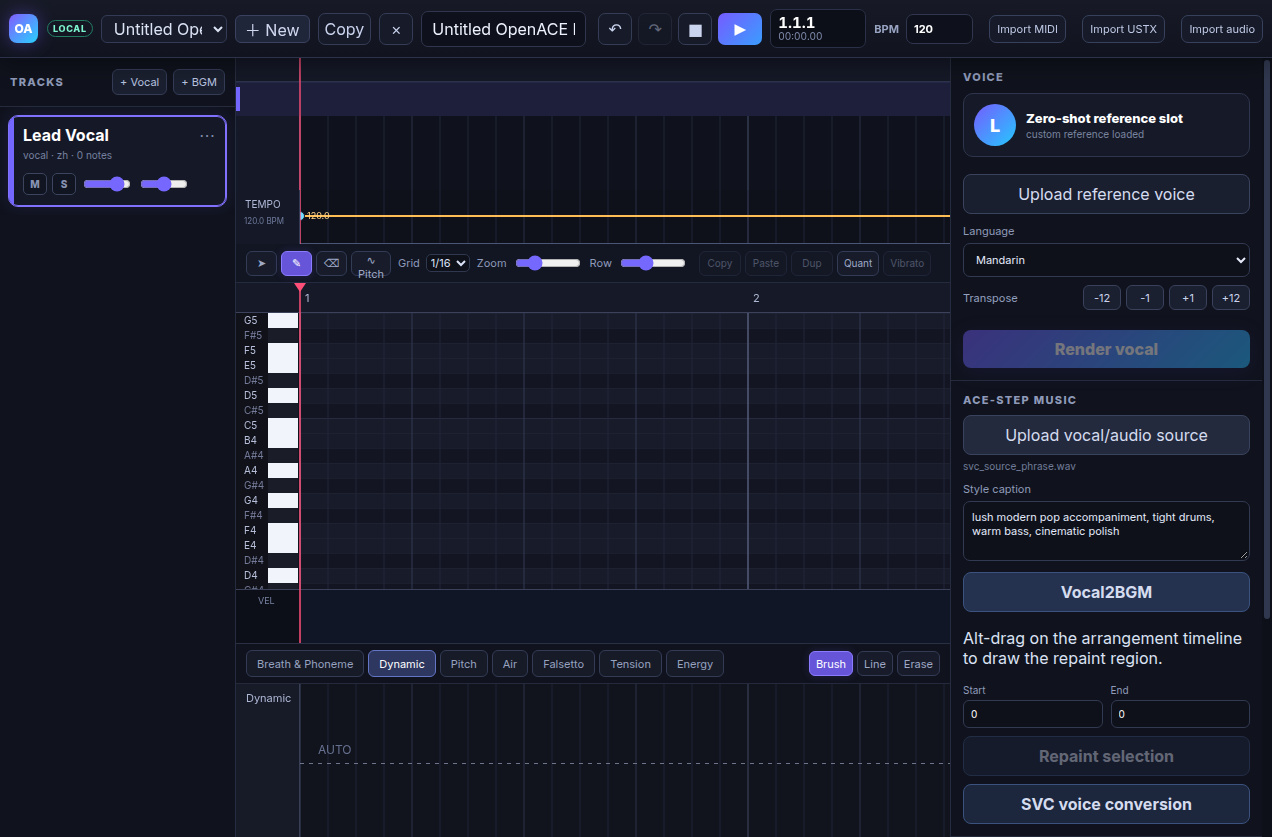 OA LOCAL Untitled Ope + New Copy × Untitled OpenACE 1.1.1 BPM 120 Import MIDI Import USTX Import audio
00:00.00
TRACKS + Vocal + BGM
Lead Vocal
vocal · zh · 0 notes
M S
TEMPO
120.0 BPM
120.0
Pitch Grid 1/16 Zoom Row Copy Paste Dup Quant Vibrato
1 2
G5
F#5
F5
E5
D#5
D5
C#5
C5
B4
A#4
A4
G#4
G4
F#4
F4
E4
D#4
D4
C#4
VEL
Breath & Phoneme Dynamic Pitch Air Falsetto Tension Energy Brush Line Erase
Dynamic
AUTO
VOICE
L Zero-shot reference slot
custom reference loaded
Upload reference voice
Language
Mandarin
Transpose -12 -1 +1 +12
Render vocal
ACE-STEP MUSIC
Upload vocal/audio source
svc_source_phrase.wav
Style caption
lush modern pop accompaniment, tight drums,
warm bass, cinematic polish
Vocal2BGM
Alt-drag on the arrangement timeline
to draw the repaint region.
Start End
0 0
Repaint selection
SVC voice conversion